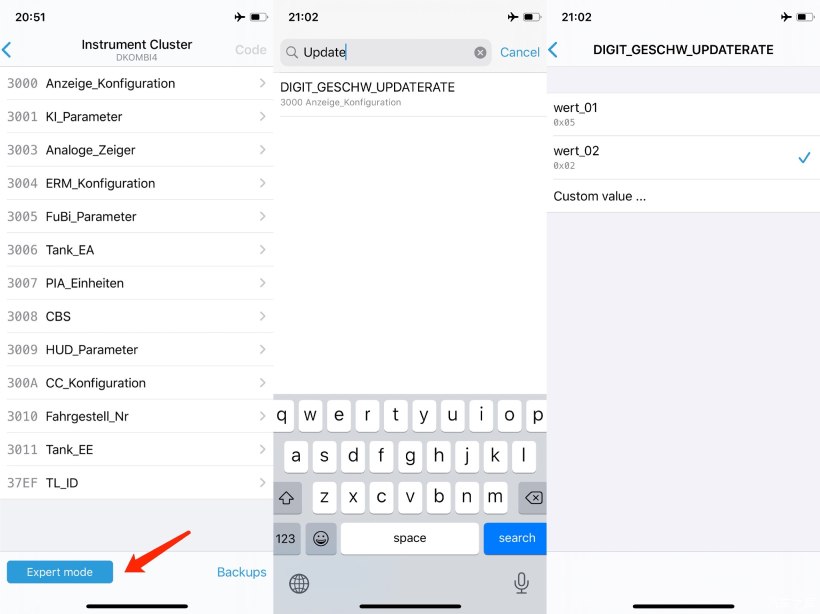 20:51
Instrument Cluster
DKOMBI4
Code
3000 Anzeige_Konfiguration
3001 KI_Parameter
3003 Analoge_Zeiger
3004 ERM_Konfiguration
3005 FuBi_Parameter
3006 Tank_EA
3007 PIA_Einheiten
3008 CBS
3009 HUD_Parameter
300A CC_Konfiguration
3010 Fahrgestell_Nr
3011 Tank_EE
37EF TL_ID
Expert mode
Backups
21:02
Update
Cancel
DIGIT_GESCHW_UPDATERATE
3000 Anzeige_Konfiguration
q w e r t y u i o p
a s d f g h j k l
z x c v b n m
123 space search
21:02
DIGIT_GESCHW_UPDATERATE
wert_01
0x05
wert_02
0x02
Custom value ...